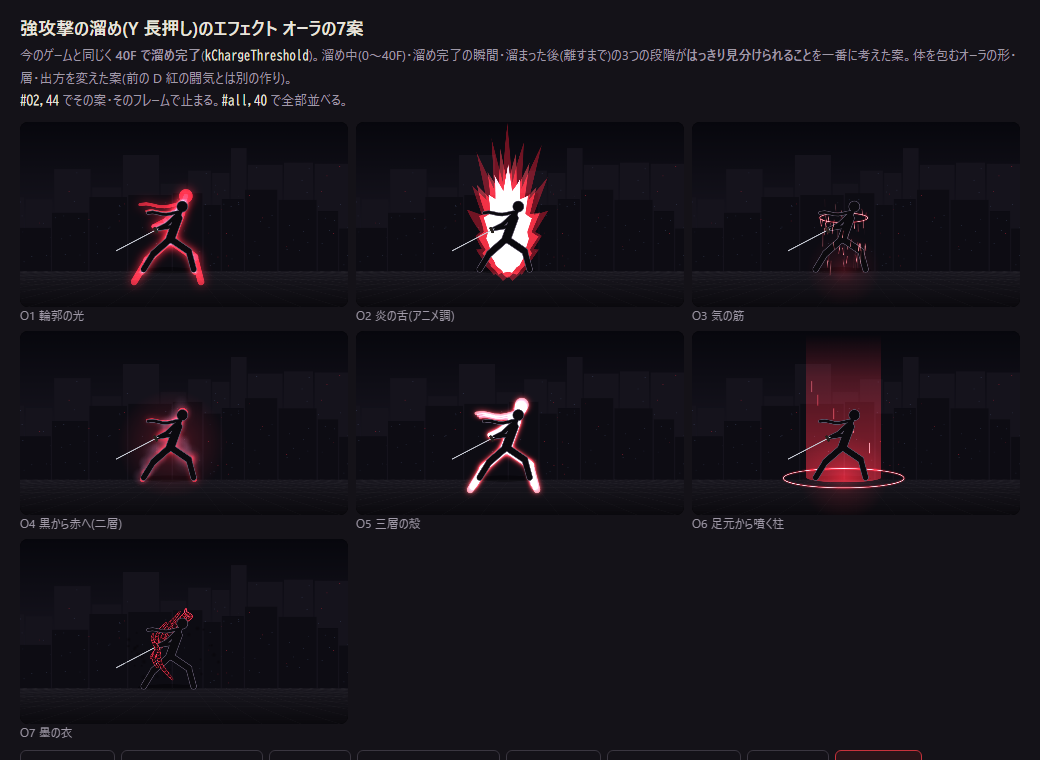 強攻撃の溜め(Y 長押し)のエフェクト オーラの7案
今のゲームと同じく 40F で溜め完了(kChargeThreshold)。溜め中(0〜40F)・溜め完了の瞬間・溜まった後(離すまで)の3つの段階がはっきり見分けられることを一番に考えた案。体を包むオーラの形・
層・出方を変えた案(前の D 紅の闘気とは別の作り)。
#02,44 でその案・そのフレームで止まる。#all,40 で全部並べる。
O1 輪郭の光
O2 炎の舌(アニメ調)
O3 気の筋
O4 黒から赤へ(二層)
O5 三層の殻
O6 足元から噴く柱
O7 墨の衣